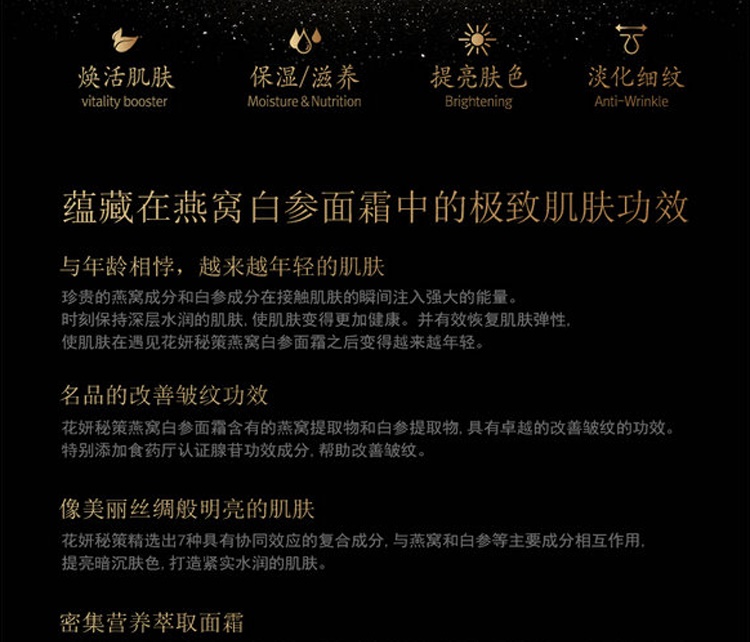 焕活肌肤 保湿/滋养 提亮肤色 淡化细纹
vitality booster Moisture & Nutrition Brightening Anti-Wrinkle
蕴藏在燕窝白参面霜中的极致肌肤功效
与年龄相悖，越来越年轻的肌肤
珍贵的燕窝成分和白参成分在接触肌肤的瞬间注入强大的能量。
时刻保持深层水润的肌肤, 使肌肤变得更加健康。并有效恢复肌肤弹性,
使肌肤在遇见花妍秘策燕窝白参面霜之后变得越来越年轻。
名品的改善皱纹功效
花妍秘策燕窝白参面霜含有的燕窝提取物和白参提取物, 具有卓越的改善皱纹的功效。
特别添加食药厅认证腺苷功效成分, 帮助改善皱纹。
像美丽丝绸般明亮的肌肤
花妍秘策精选出7种具有协同效应的复合成分, 与燕窝和白参等主要成分相互作用,
提亮暗沉肤色, 打造紧实水润的肌肤。
密集营养萃取面霜